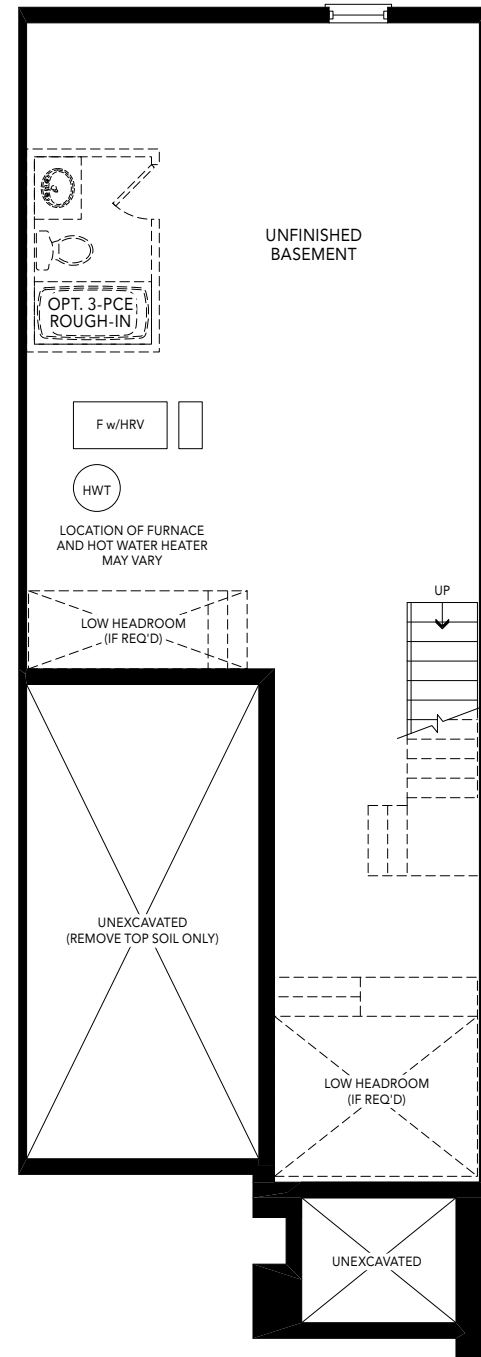 UNFINISHED
BASEMENT
OPT. 3-PCE
ROUGH-IN
F w/HRV
HWT
LOCATION OF FURNACE
AND HOT WATER HEATER
MAY VARY
UP
LOW HEADROOM
(IF REQ'D)
UNEXCAVATED
(REMOVE TOP SOIL ONLY)
LOW HEADROOM
(IF REQ'D)
UNEXCAVATED